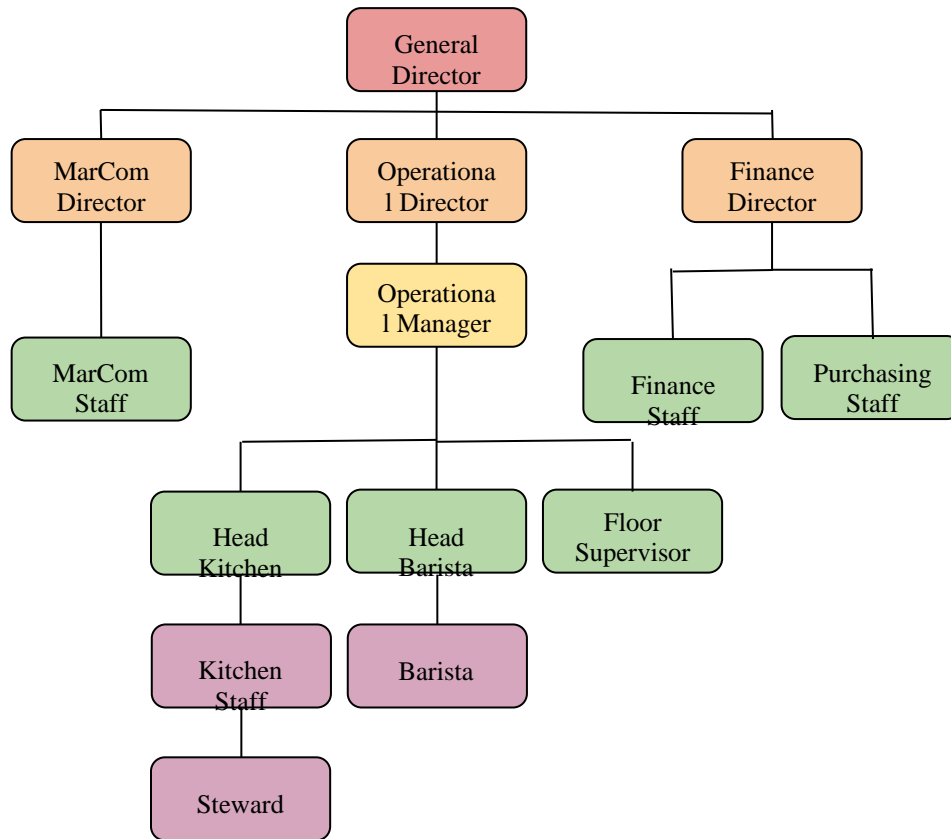 General
Director
MarCom
Director
Operationa
l Director
Finance
Director
Operationa
l Manager
MarCom
Staff
Finance
Staff
Purchasing
Staff
Head
Kitchen
Head
Barista
Floor
Supervisor
Kitchen
Staff
Barista
Steward